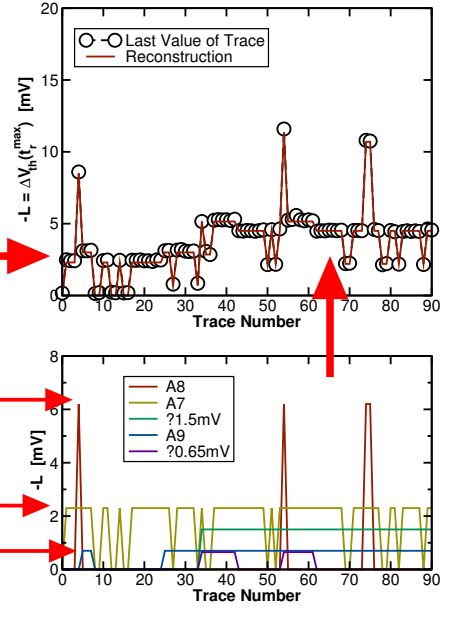 20
15
10
5
0
-L = ΔVth(tr^max) [mV]
Last Value of Trace
Reconstruction
0 10 20 30 40 50 60 70 80 90
Trace Number
8
6
4
2
0
-L [mV]
A8
A7
?1.5mV
A9
?0.65mV
0 10 20 30 40 50 60 70 80 90
Trace Number